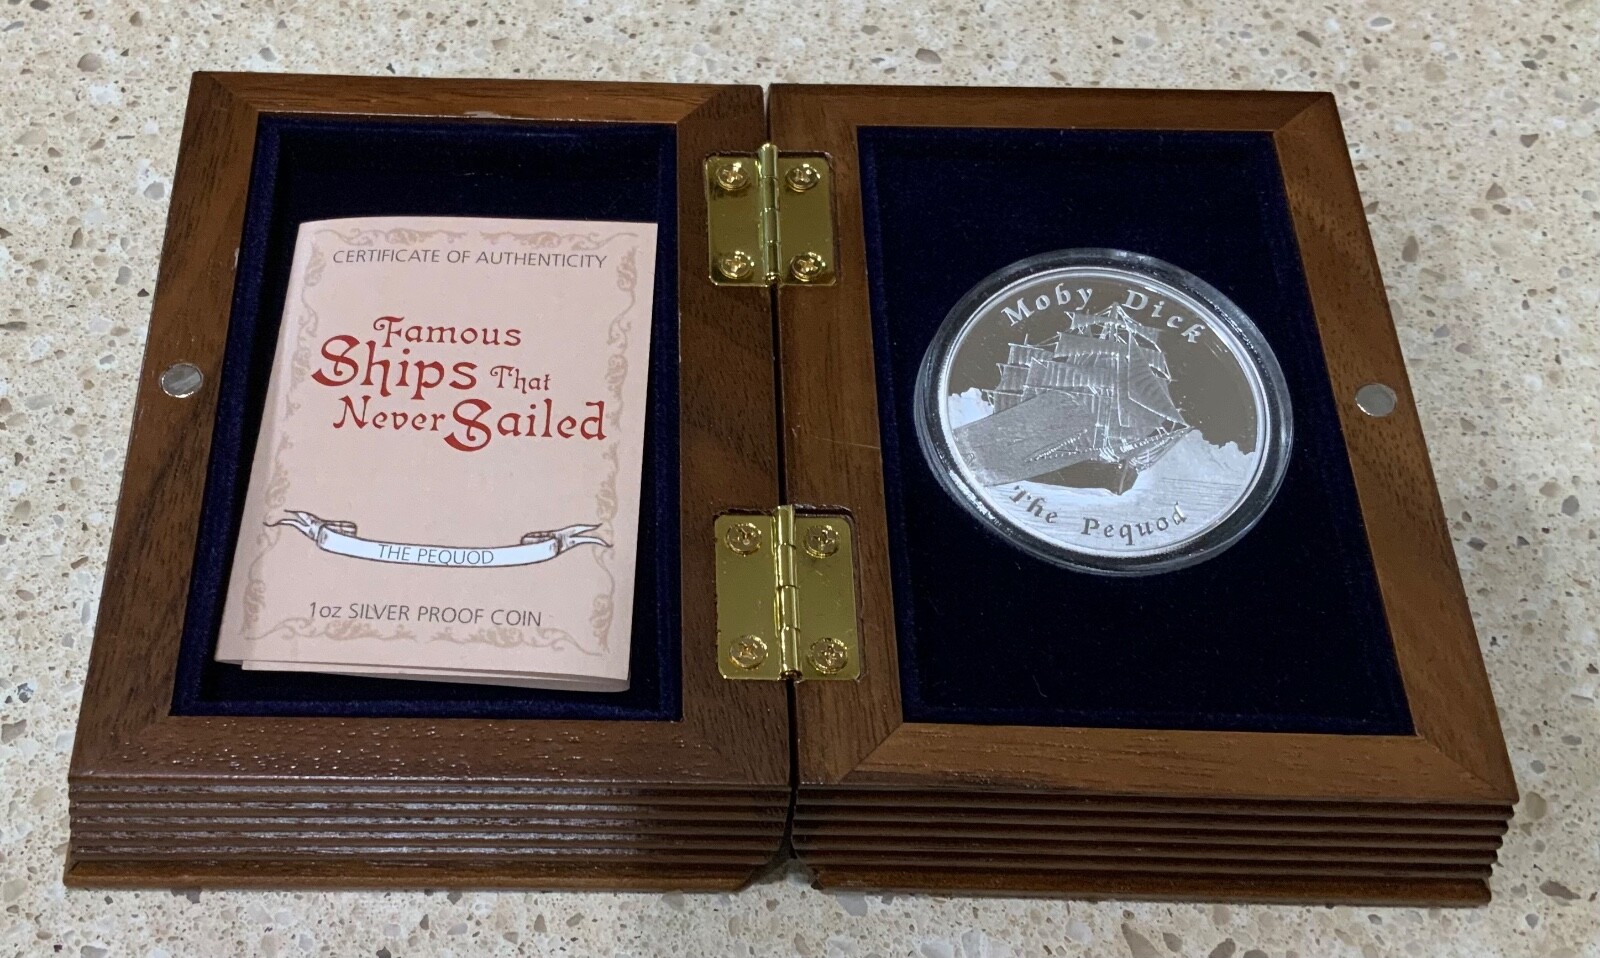 CERTIFICATE OF AUTHENTICITY
Famous
Ships That
Never Sailed
THE PEQUOD
1oz SILVER PROOF COIN
Moby Dick
The Pequod